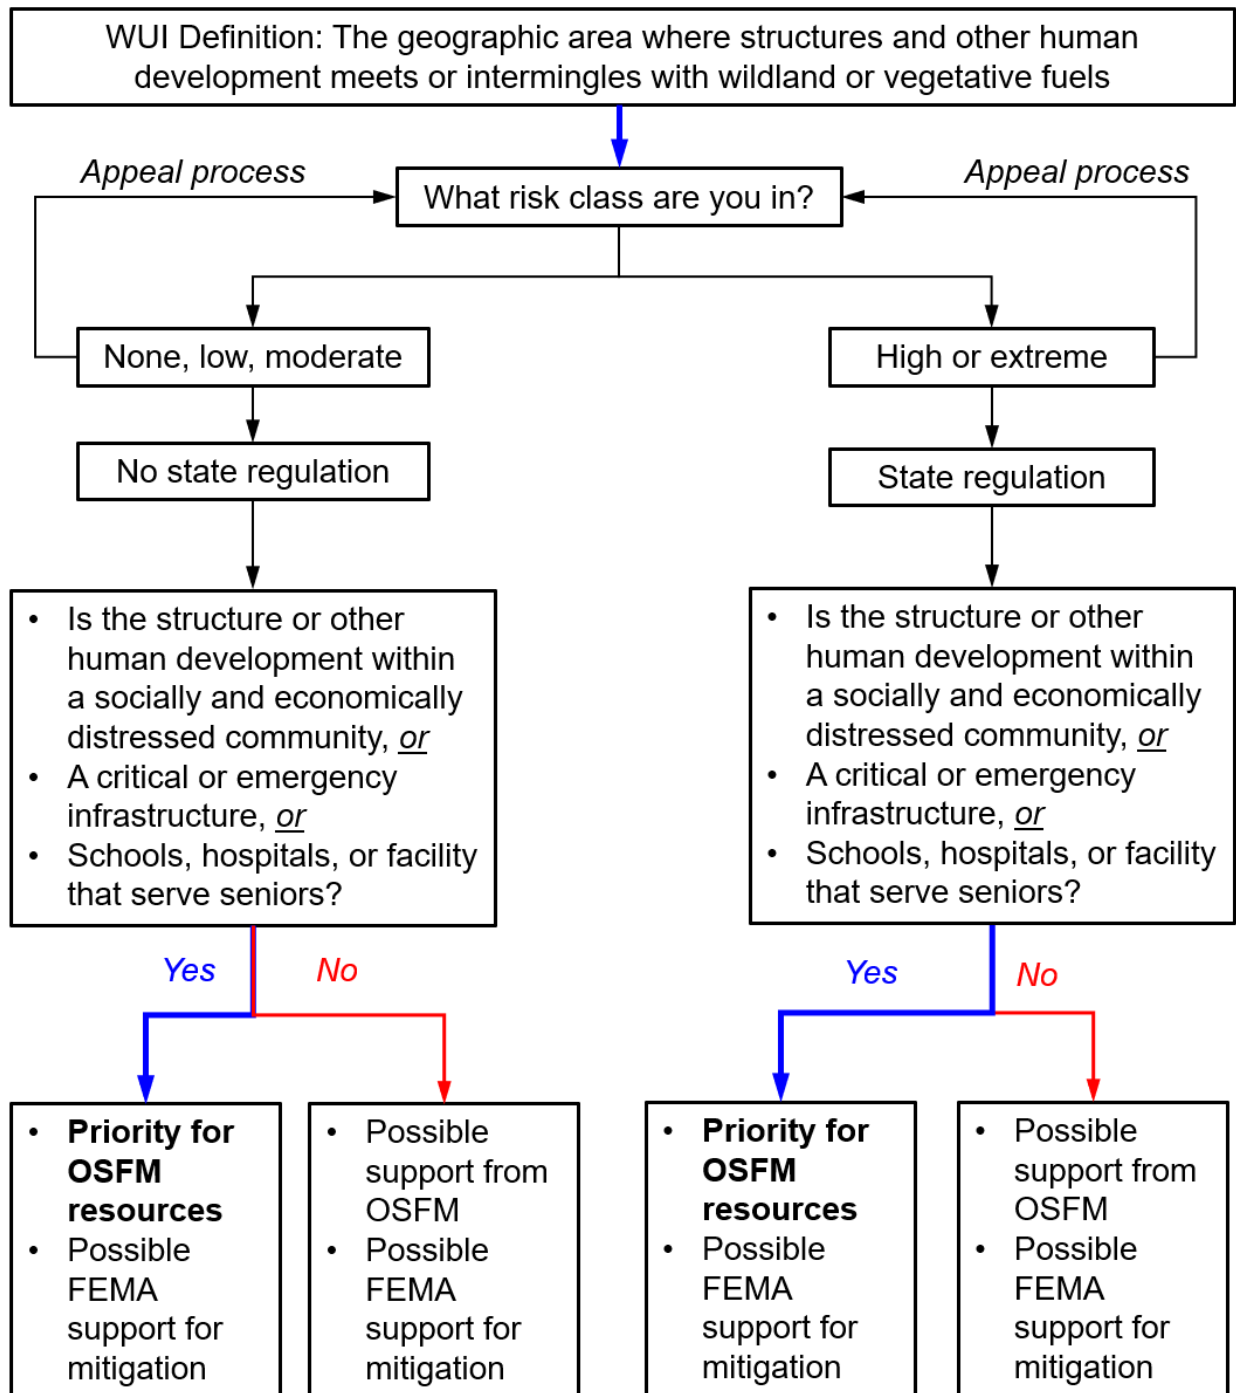 WUI Definition: The geographic area where structures and other human
development meets or intermingles with wildland or vegetative fuels
Appeal process
Appeal process
What risk class are you in?
None, low, moderate
High or extreme
No state regulation
State regulation
• Is the structure or other
human development within
a socially and economically
distressed community, or
• A critical or emergency
infrastructure, or
• Schools, hospitals, or facility
that serve seniors?
• Is the structure or other
human development within
a socially and economically
distressed community, or
• A critical or emergency
infrastructure, or
• Schools, hospitals, or facility
that serve seniors?
Yes
No
Yes
No
• Priority for
OSFM
resources
• Possible
FEMA
support for
mitigation
• Possible
support from
OSFM
• Possible
FEMA
support for
mitigation
• Priority for
OSFM
resources
• Possible
FEMA
support for
mitigation
• Possible
support from
OSFM
• Possible
FEMA
support for
mitigation